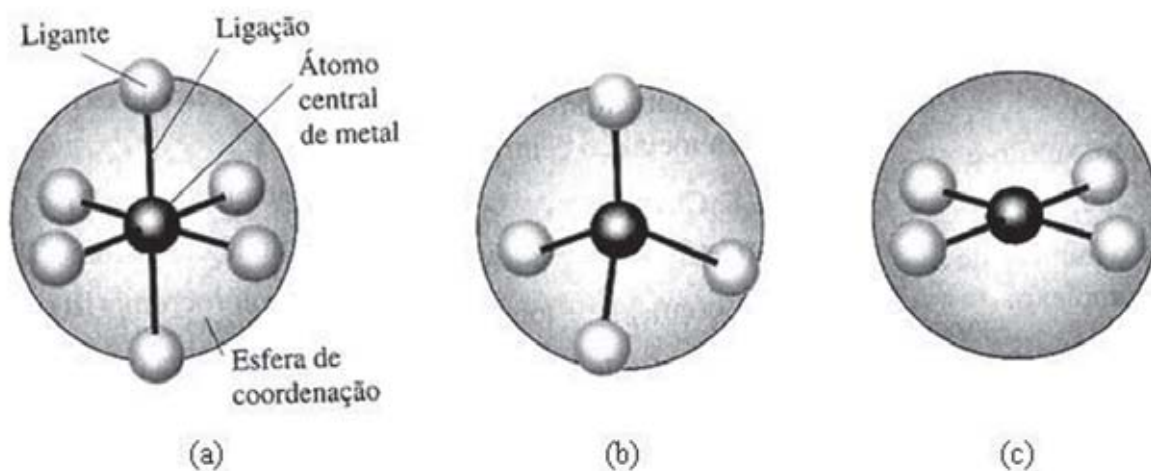 Ligante
Ligação
Átomo
central
de metal
Esfera de
coordenação
(a)
(b)
(c)